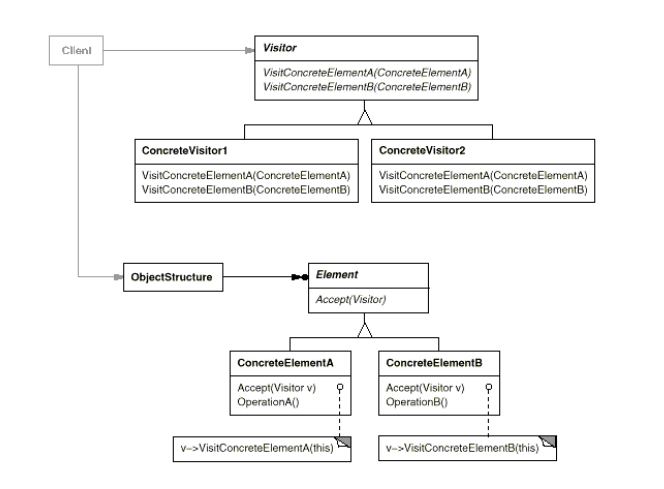 Client
Visitor
VisitConcreteElementA(ConcreteElementA)
VisitConcreteElementB(ConcreteElementB)
ConcreteVisitor1
VisitConcreteElementA(ConcreteElementA)
VisitConcreteElementB(ConcreteElementB)
ConcreteVisitor2
VisitConcreteElementA(ConcreteElementA)
VisitConcreteElementB(ConcreteElementB)
ObjectStructure
Element
Accept(Visitor)
ConcreteElementA
Accept(Visitor v)
OperationA()
ConcreteElementB
Accept(Visitor v)
OperationB()
v–>VisitConcreteElementA(this)
v–>VisitConcreteElementB(this)